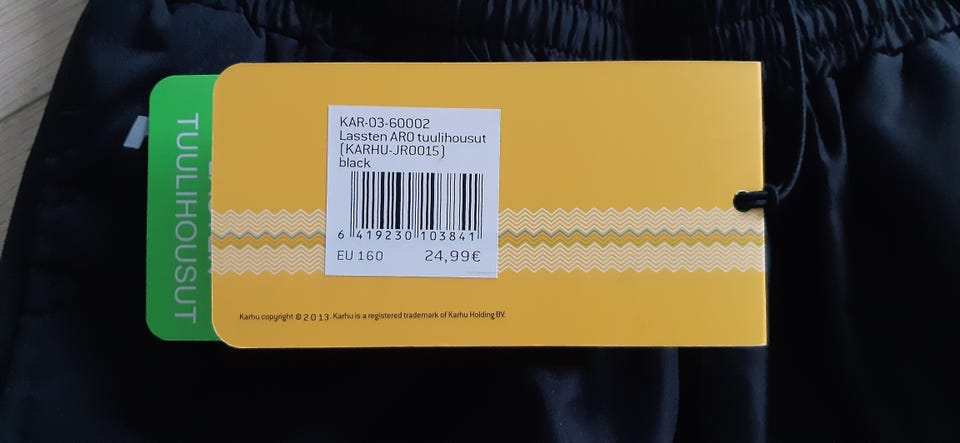 KAR-03-60002
Lassten ARO tuulihousut
(KARHU-JR0015)
black
6 419230 103841
EU 160 24,99€
Karhu copyright © 2013. Karhu is a registered trademark of Karhu Holding BV.
TUULIHOUSUT